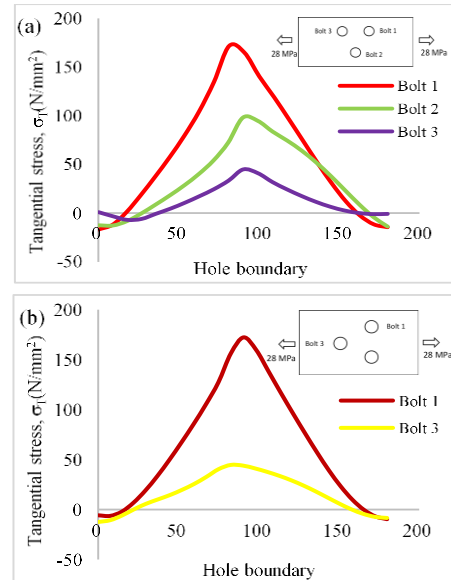 (a)
200
150
100
50
0
-50
0
50
100
150
200
Tangential stress, σT(N/mm²)
Hole boundary
Bolt 3
Bolt 1
Bolt 2
28 MPa
28 MPa
Bolt 1
Bolt 2
Bolt 3
(b)
200
150
100
50
0
-50
0
50
100
150
200
Tangential stress, σT(N/mm²)
Hole boundary
Bolt 1
Bolt 3
28 MPa
28 MPa
Bolt 1
Bolt 3